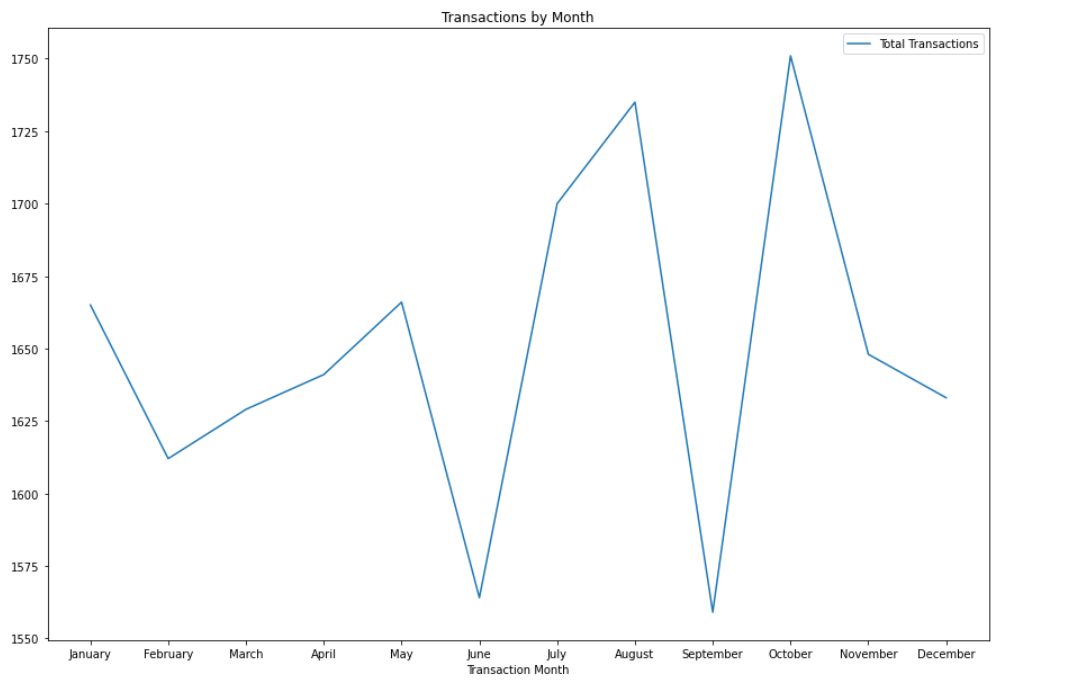 Transactions by Month
Total Transactions
1750
1725
1700
1675
1650
1625
1600
1575
1550
January February March April May June July August September October November December
Transaction Month